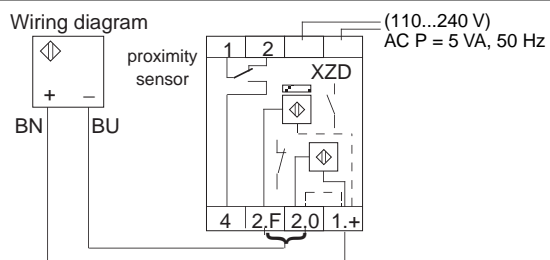 Wiring diagram
(110...240 V)
AC P = 5 VA, 50 Hz
proximity
sensor
1 2
XZD
+ –
BN BU
4 2,F 2,0 1.+